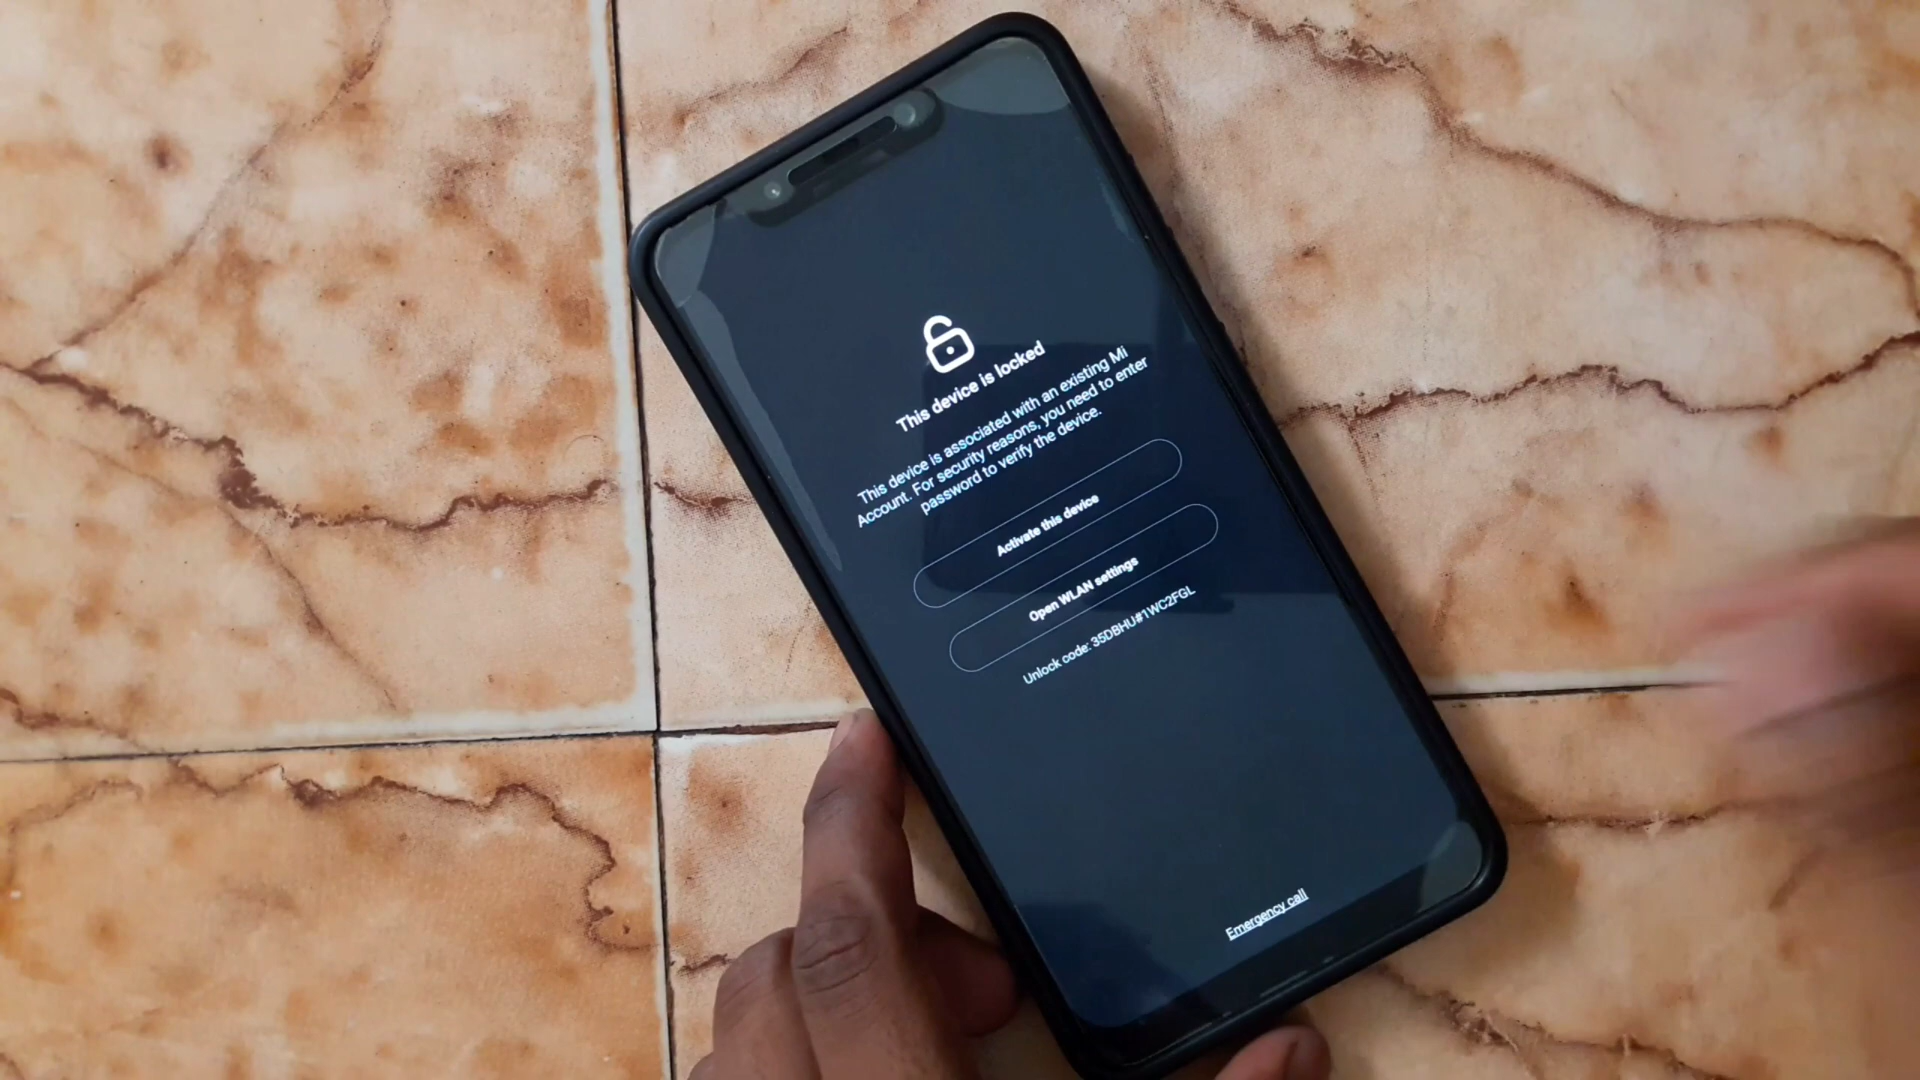 This device is locked
This device is associated with an existing Mi
Account. For security reasons, you need to enter
password to verify the device.
Activate this device
Open WLAN settings
Unlock code: 35DBHU#1WC2FGL
Emergency call